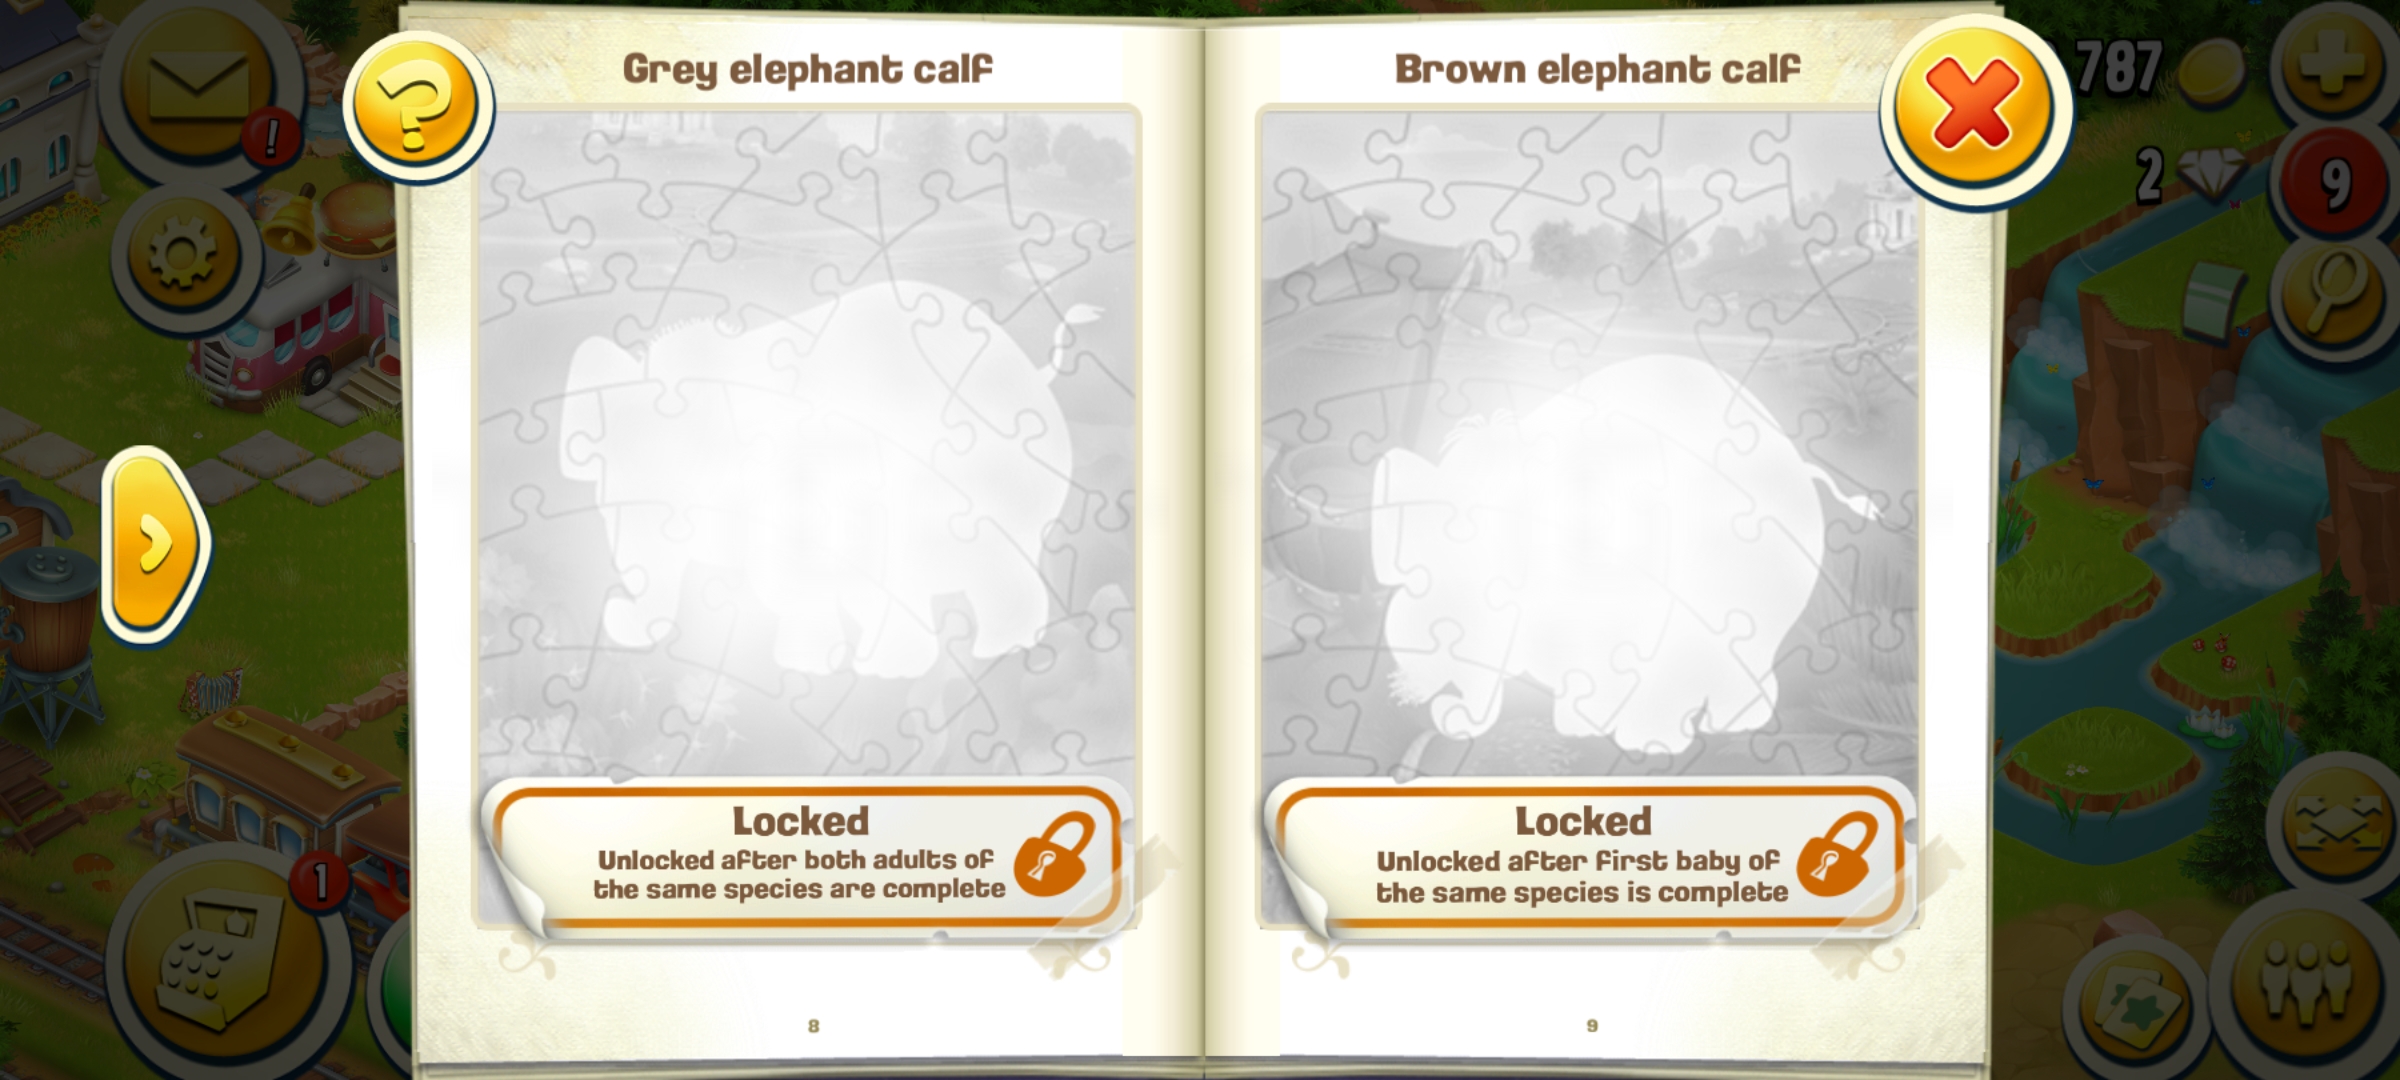 Grey elephant calf
Brown elephant calf
787
2
9
!
Locked
Unlocked after both adults of
the same species are complete
Locked
Unlocked after first baby of
the same species is complete
1
8
9